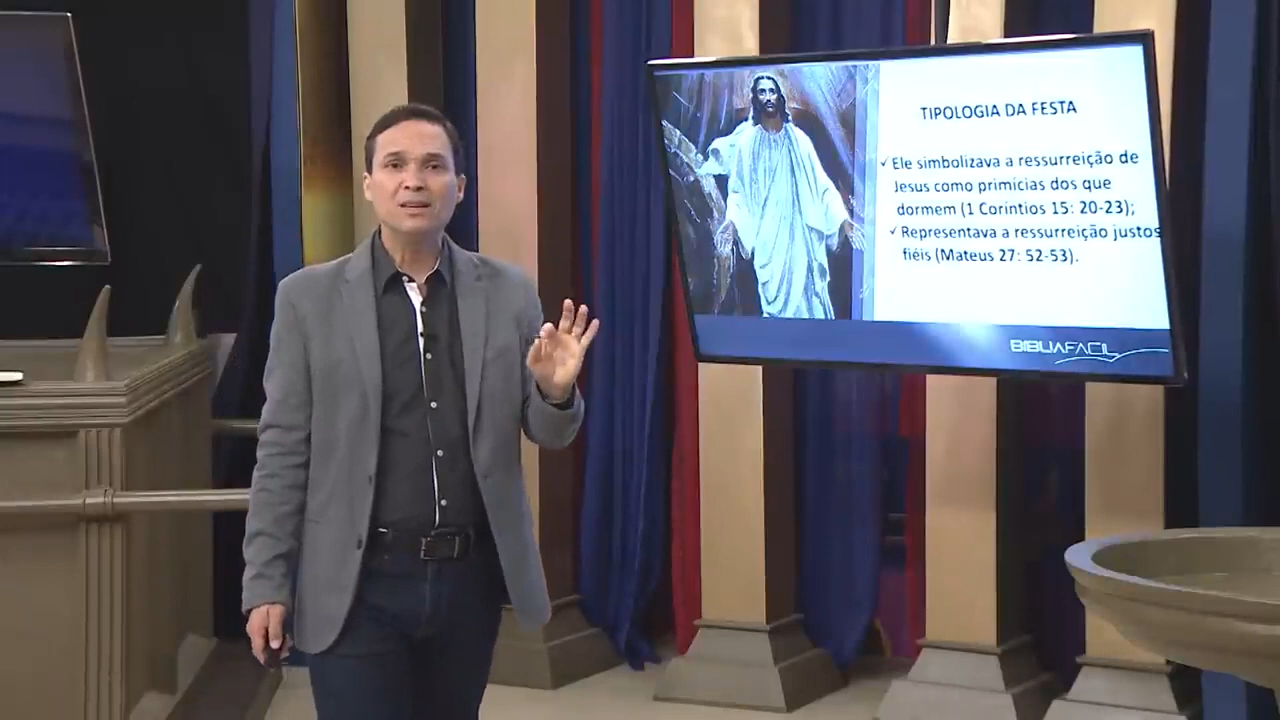 TIPOLOGIA DA FESTA
✓ Ele simbolizava a ressurreição de
Jesus como primícias dos que
dormem (1 Coríntios 15: 20-23);
✓ Representava a ressurreição justos
fiéis (Mateus 27: 52-53).
BIBLIAFACIL